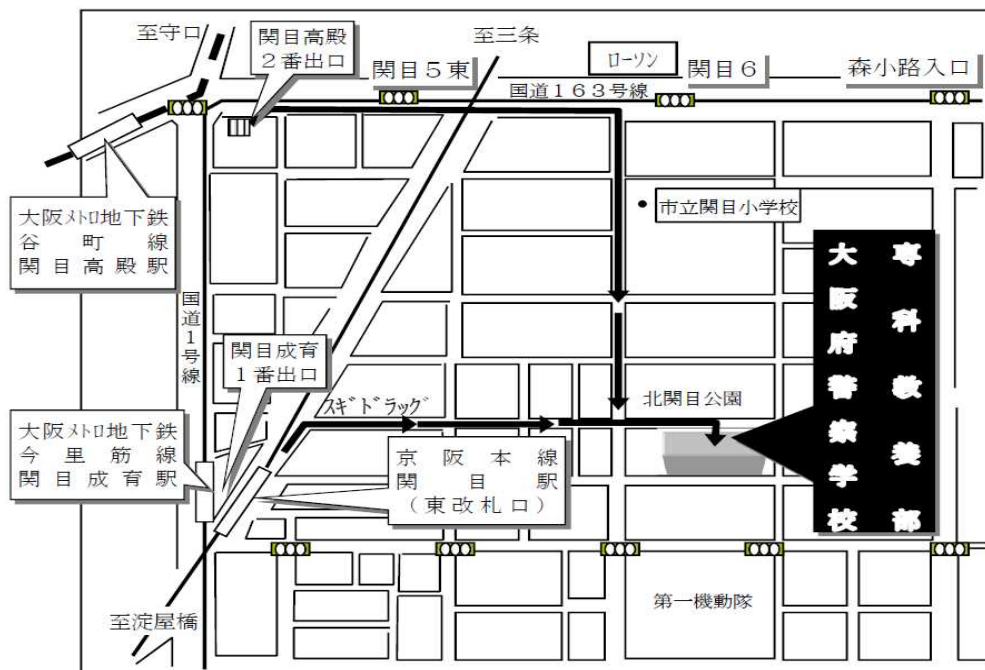 至守口
関目高殿
２番出口
至三条
ローソン
関目５東
関目６
森小路入口
国道１６３号線
大阪ﾒﾄﾛ地下鉄
谷町線
関目高殿駅
市立関目小学校
国道１号線
関目成育
１番出口
大阪府警察学校
専科教養部
ｽｷﾞﾄﾞﾗｯｸﾞ
北関目公園
大阪ﾒﾄﾛ地下鉄
今里筋線
関目成育駅
京阪本線
関目駅
（東改札口）
第一機動隊
至淀屋橋